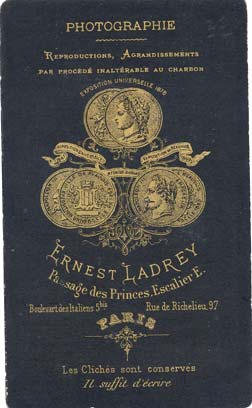 PHOTOGRAPHIE
REPRODUCTIONS, AGRANDISSEMENTS
PAR PROCÉDÉ INALTÉRABLE AU CHARBON
EXPOSITION UNIVERSELLE 1878
ERNEST LADREY
Passage des Princes, Escalier E.
Boulevart des Italiens 5bis Rue de Richelieu, 97
PARIS
Les Clichés sont conservés
Il suffit d'écrire